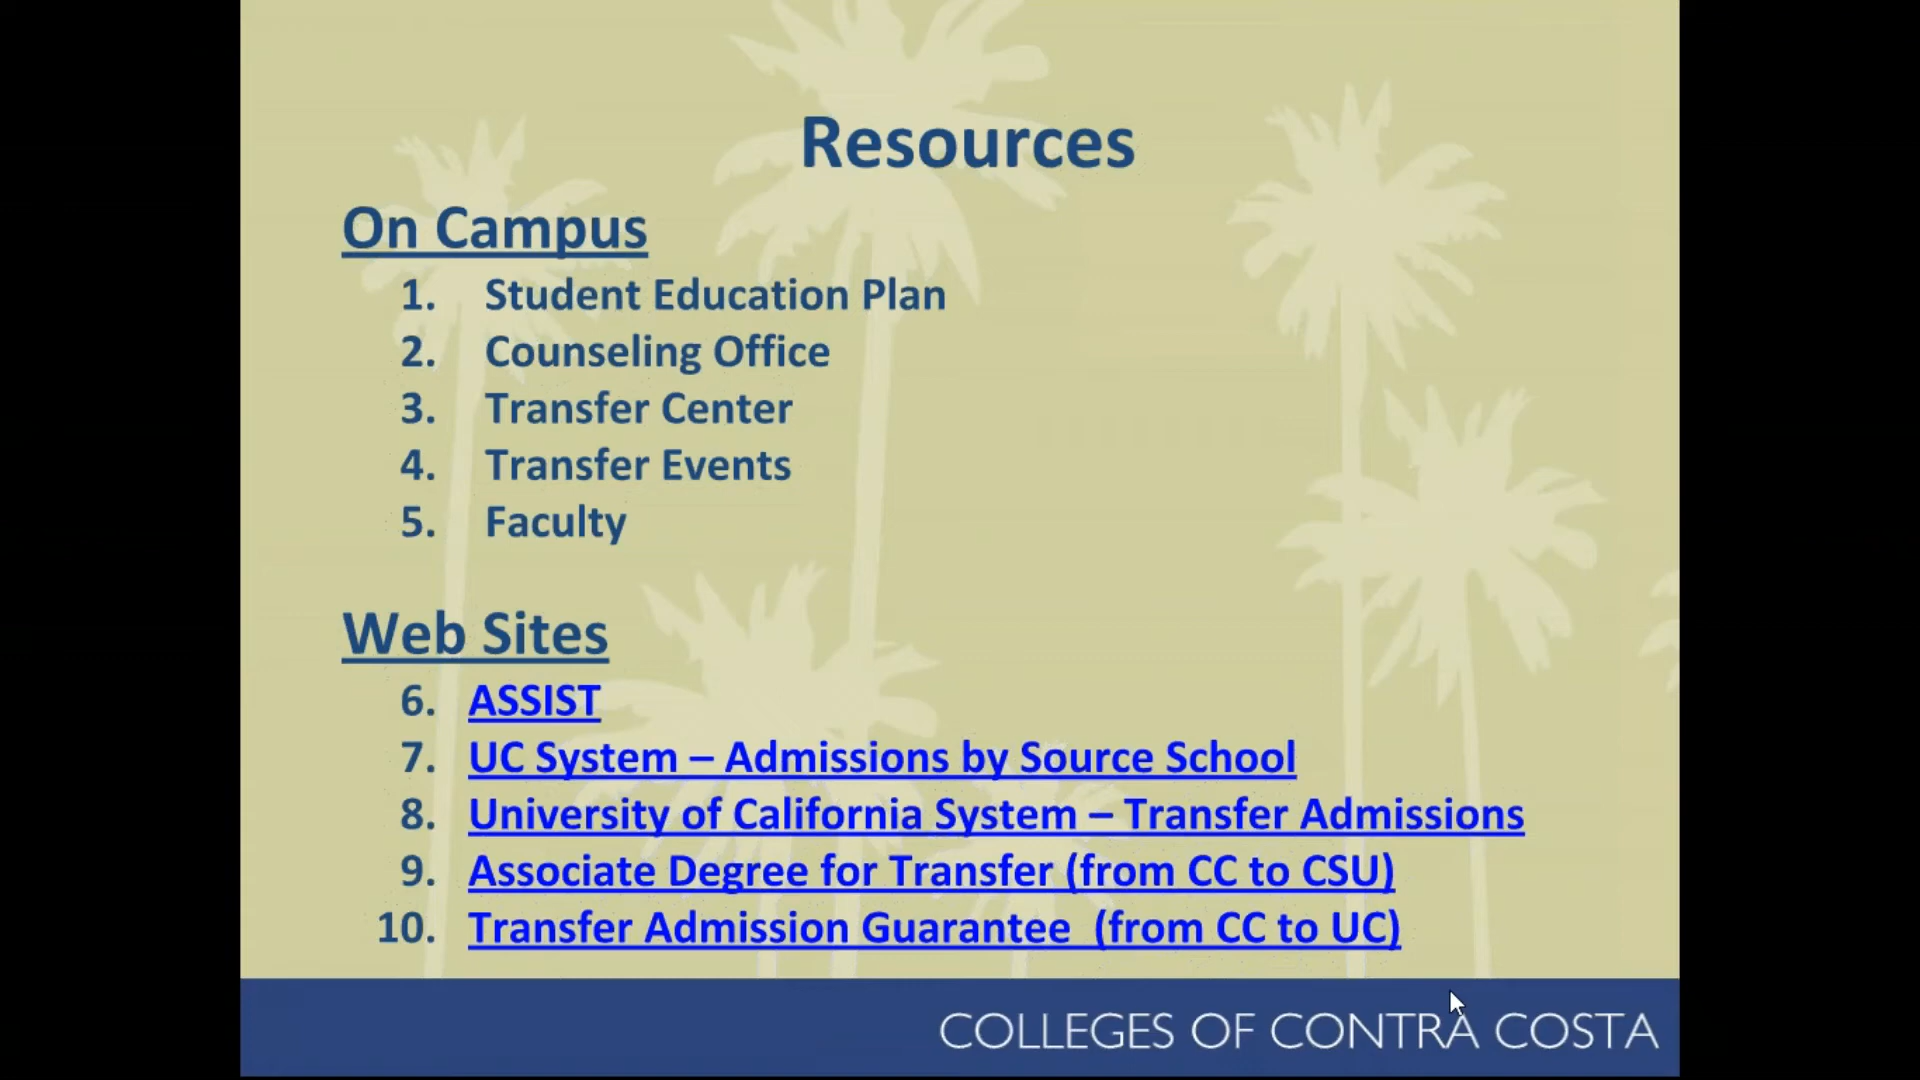 Resources
On Campus
1. Student Education Plan
2. Counseling Office
3. Transfer Center
4. Transfer Events
5. Faculty
Web Sites
6. ASSIST
7. UC System – Admissions by Source School
8. University of California System – Transfer Admissions
9. Associate Degree for Transfer (from CC to CSU)
10. Transfer Admission Guarantee (from CC to UC)
COLLEGES OF CONTRA COSTA